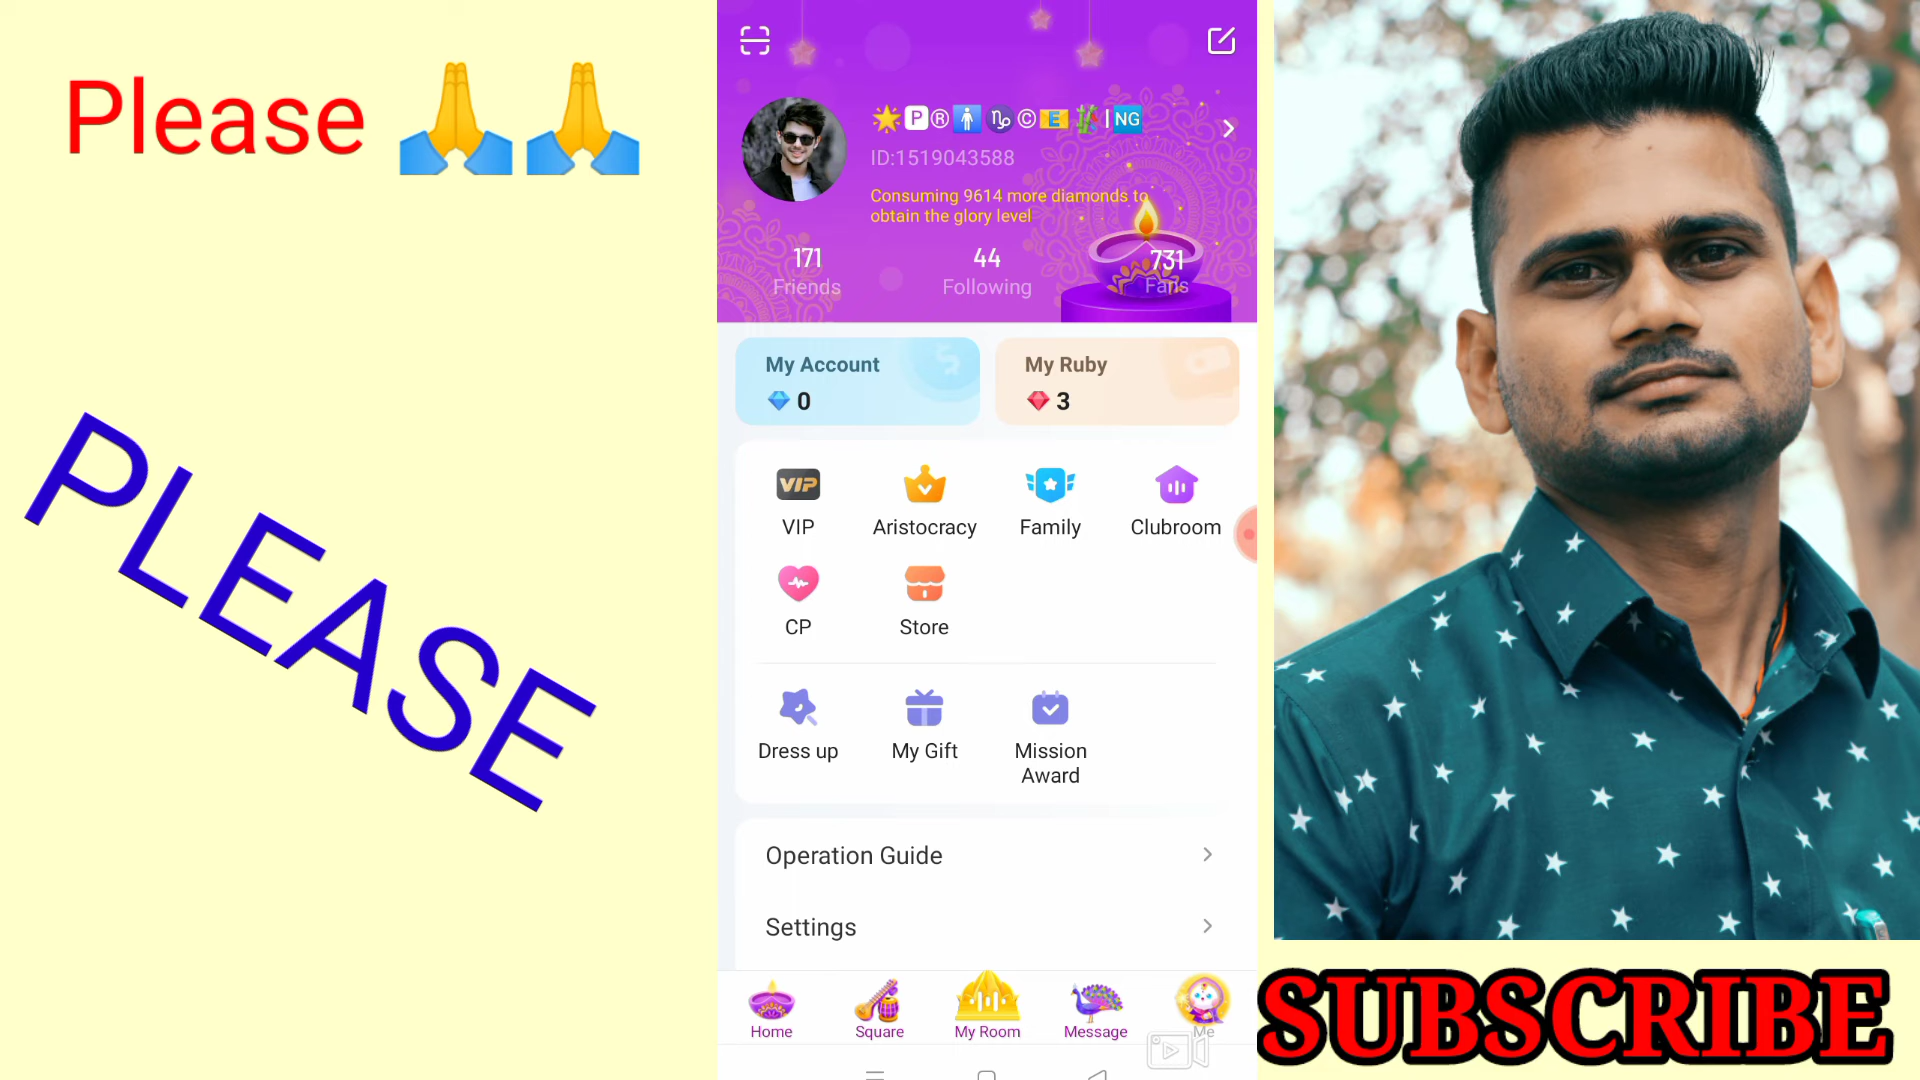 Please 🙏🙏
PLEASE
🌟🅿®🚹♑©📧🎋|NG
ID:1519043588
Consuming 9614 more diamonds to
obtain the glory level
171 44 731
Friends Following Fans
My Account My Ruby
0 3
VIP
VIP Aristocracy Family Clubroom
CP Store
Dress up My Gift Mission
Award
Operation Guide
Settings
Home Square My Room Message Me
SUBSCRIBE